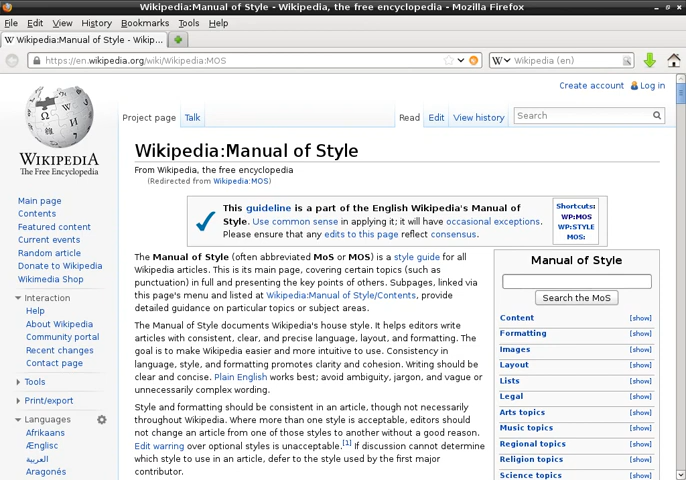 Wikipedia:Manual of Style - Wikipedia, the free encyclopedia - Mozilla Firefox
File Edit View History Bookmarks Tools Help
W Wikipedia:Manual of Style - Wikip...
https://en.wikipedia.org/wiki/Wikipedia:MOS
W Wikipedia (en)
Create account Log in
Project page Talk Read Edit View history Search
WIKIPEDIA
The Free Encyclopedia
Main page
Contents
Featured content
Current events
Random article
Donate to Wikipedia
Wikimedia Shop
Interaction
Help
About Wikipedia
Community portal
Recent changes
Contact page
Tools
Print/export
Languages
Afrikaans
Ænglisc
العربية
Aragonés
Wikipedia:Manual of Style
From Wikipedia, the free encyclopedia
(Redirected from Wikipedia:MOS)
This guideline is a part of the English Wikipedia's Manual of
Style. Use common sense in applying it; it will have occasional exceptions.
Please ensure that any edits to this page reflect consensus.
Shortcuts:
WP:MOS
WP:STYLE
MOS:
The Manual of Style (often abbreviated MoS or MOS) is a style guide for all
Wikipedia articles. This is its main page, covering certain topics (such as
punctuation) in full and presenting the key points of others. Subpages, linked via
this page's menu and listed at Wikipedia:Manual of Style/Contents, provide
detailed guidance on particular topics or subject areas.
The Manual of Style documents Wikipedia's house style. It helps editors write
articles with consistent, clear, and precise language, layout, and formatting. The
goal is to make Wikipedia easier and more intuitive to use. Consistency in
language, style, and formatting promotes clarity and cohesion. Writing should be
clear and concise. Plain English works best; avoid ambiguity, jargon, and vague or
unnecessarily complex wording.
Style and formatting should be consistent in an article, though not necessarily
throughout Wikipedia. Where more than one style is acceptable, editors should
not change an article from one of those styles to another without a good reason.
Edit warring over optional styles is unacceptable.[1] If discussion cannot determine
which style to use in an article, defer to the style used by the first major
contributor.
Manual of Style
Search the MoS
Content [show]
Formatting [show]
Images [show]
Layout [show]
Lists [show]
Legal [show]
Arts topics [show]
Music topics [show]
Regional topics [show]
Religion topics [show]
Science topics [show]